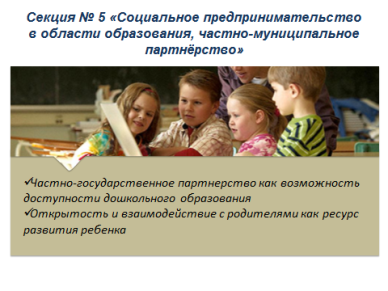 Секция № 5 «Социальное предпринимательство
в области образования, частно-муниципальное
партнёрство»
✓Частно-государственное партнерство как возможность
доступности дошкольного образования
✓Открытость и взаимодействие с родителями как ресурс
развития ребенка